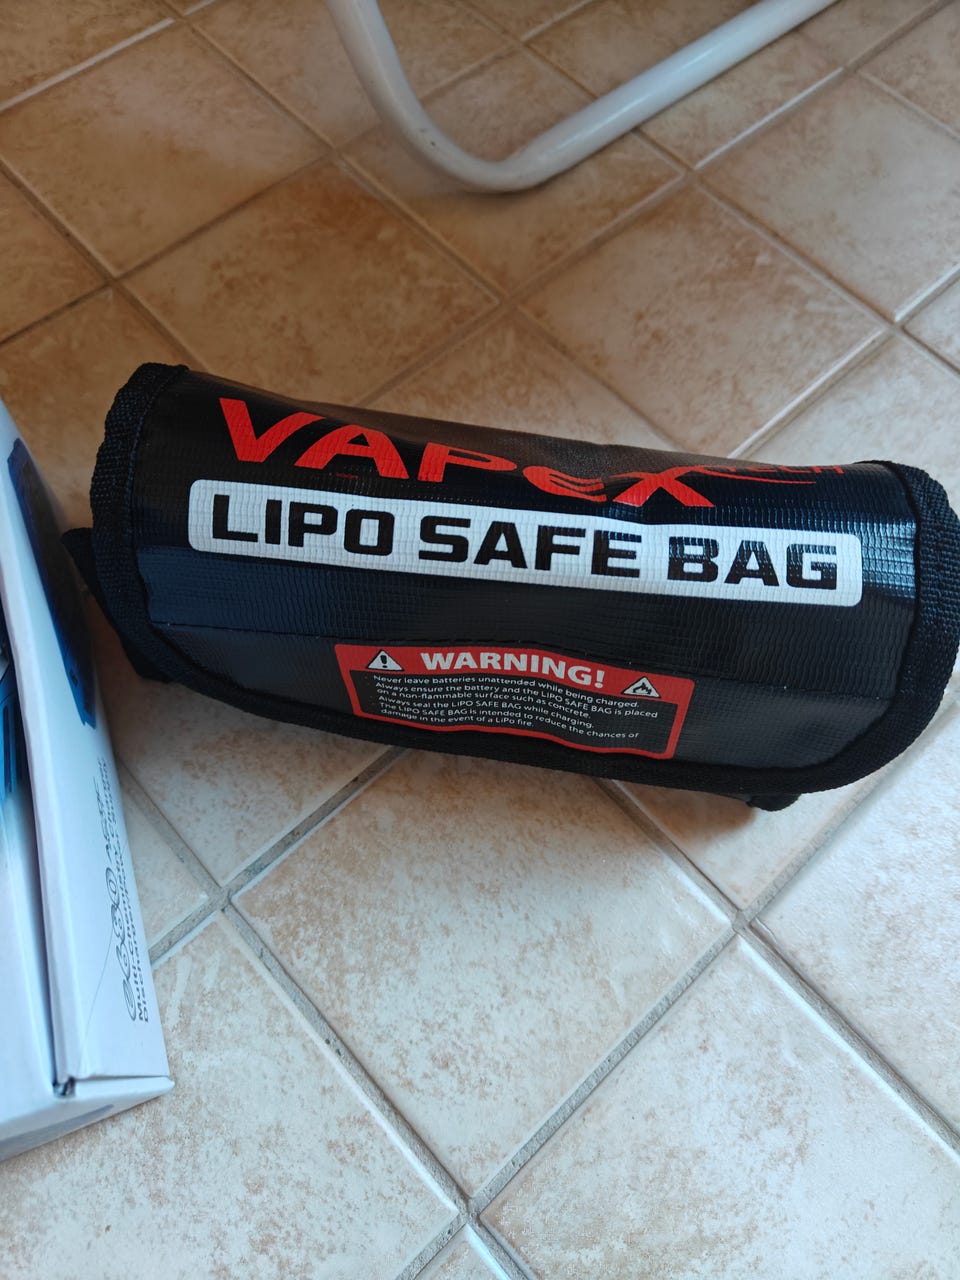 VAPEX
LIPO SAFE BAG
WARNING!
Never leave batteries unattended while being charged.
Always ensure the battery and the LIPO SAFE BAG is placed
on a non-flammable surface such as concrete.
Always seal the LIPO SAFE BAG while charging.
The LIPO SAFE BAG is intended to reduce the chances of
damage in the event of a LiPo fire.